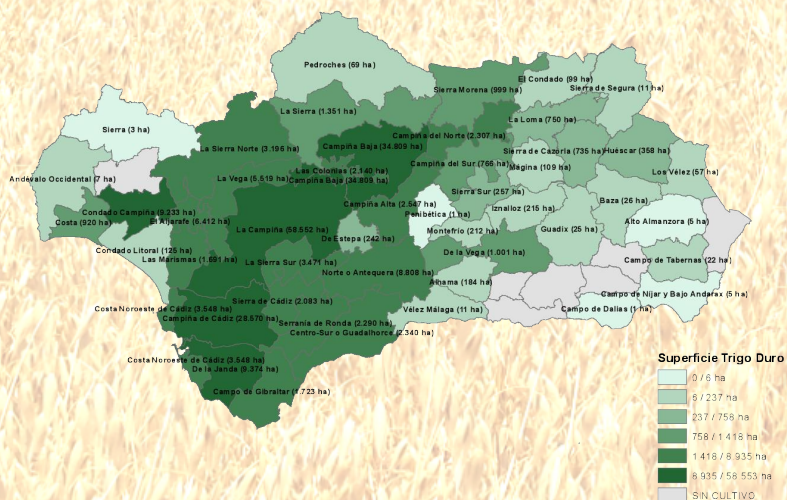 Pedroches (69 ha)
El Condado (99 ha)
Sierra Morena (999 ha)
Sierra de Segura (11 ha)
La Sierra (1.351 ha)
La Loma (750 ha)
Sierra (3 ha)
Campiña del Norte (2.307 ha)
La Sierra Norte (3.196 ha)
Campiña Baja (34.809 ha)
Sierra de Cazorla (735 ha)
Huéscar (358 ha)
Campiña del Sur (766 ha)
Mágina (109 ha)
Las Colonias (2.140 ha)
Los Vélez (57 ha)
Andévalo Occidental (7 ha)
La Vega (5.519 ha)
Campiña Baja (34.809 ha)
Sierra Sur (257 ha)
Campiña Alta (2.547 ha)
Baza (26 ha)
Iznalloz (215 ha)
Condado Campiña (9.233 ha)
Penibética (1 ha)
Costa (920 ha)
El Aljarafe (6.412 ha)
Alto Almanzora (5 ha)
La Campiña (58.552 ha)
Montefrío (212 ha)
Guadix (25 ha)
De Estepa (242 ha)
Condado Litoral (125 ha)
De la Vega (1.001 ha)
Las Marismas (1.691 ha)
La Sierra Sur (3.471 ha)
Campo de Tabernas (22 ha)
Norte o Antequera (8.808 ha)
Alhama (184 ha)
Campo de Nijar y Bajo Andarax (5 ha)
Sierra de Cádiz (2.083 ha)
Costa Noroeste de Cádiz (3.548 ha)
Vélez Málaga (11 ha)
Campo de Dalias (1 ha)
Campiña de Cádiz (28.570 ha)
Serranía de Ronda (2.290 ha)
Centro-Sur o Guadalhorce (2.340 ha)
Costa Noroeste de Cádiz (3.548 ha)
De la Janda (9.374 ha)
Campo de Gibralter (1.723 ha)
Superficie Trigo Duro
0 / 6 ha
6 / 237 ha
237 / 758 ha
758 / 1 418 ha
1 418 / 8 935 ha
8 935 / 58 553 ha
SIN CULTIVO